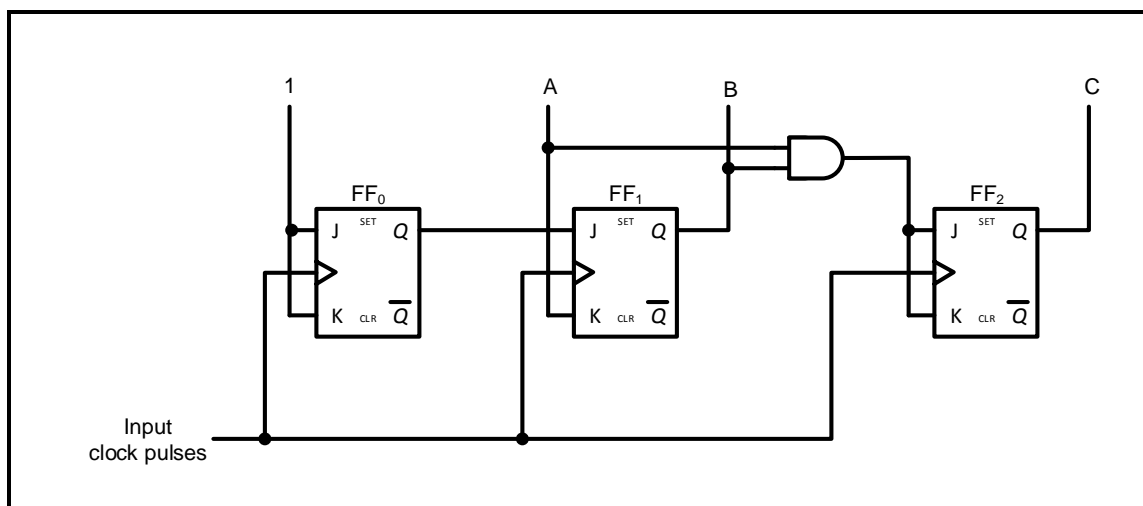 1
A
B
C
FF₀
FF₁
FF₂
J SET Q
J SET Q
J SET Q
K CLR Q̅
K CLR Q̅
K CLR Q̅
Input
clock pulses